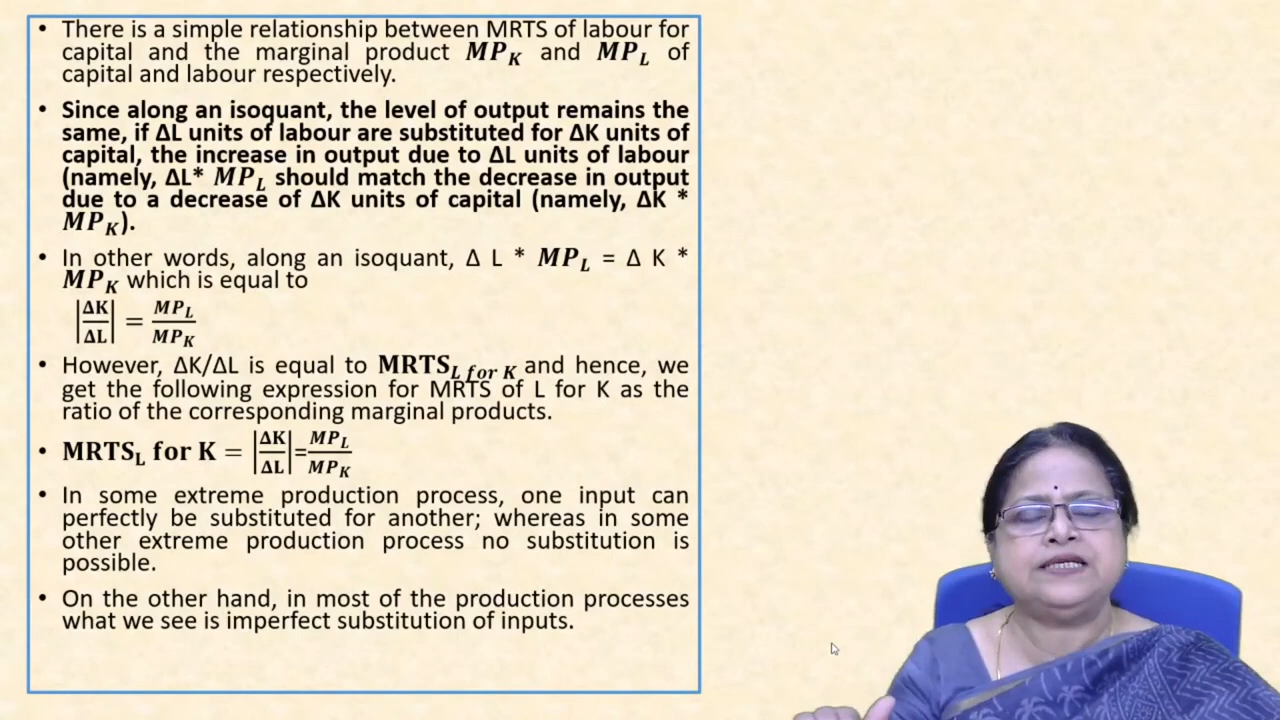 • There is a simple relationship between MRTS of labour for
capital and the marginal product MP_K and MP_L of
capital and labour respectively.
• Since along an isoquant, the level of output remains the
same, if ΔL units of labour are substituted for ΔK units of
capital, the increase in output due to ΔL units of labour
(namely, ΔL* MP_L should match the decrease in output
due to a decrease of ΔK units of capital (namely, ΔK *
MP_K).
• In other words, along an isoquant, Δ L * MP_L = Δ K *
MP_K which is equal to
|ΔK/ΔL| = MP_L/MP_K
• However, ΔK/ΔL is equal to MRTS_L for K and hence, we
get the following expression for MRTS of L for K as the
ratio of the corresponding marginal products.
• MRTS_L for K = |ΔK/ΔL|=MP_L/MP_K
• In some extreme production process, one input can
perfectly be substituted for another; whereas in some
other extreme production process no substitution is
possible.
• On the other hand, in most of the production processes
what we see is imperfect substitution of inputs.